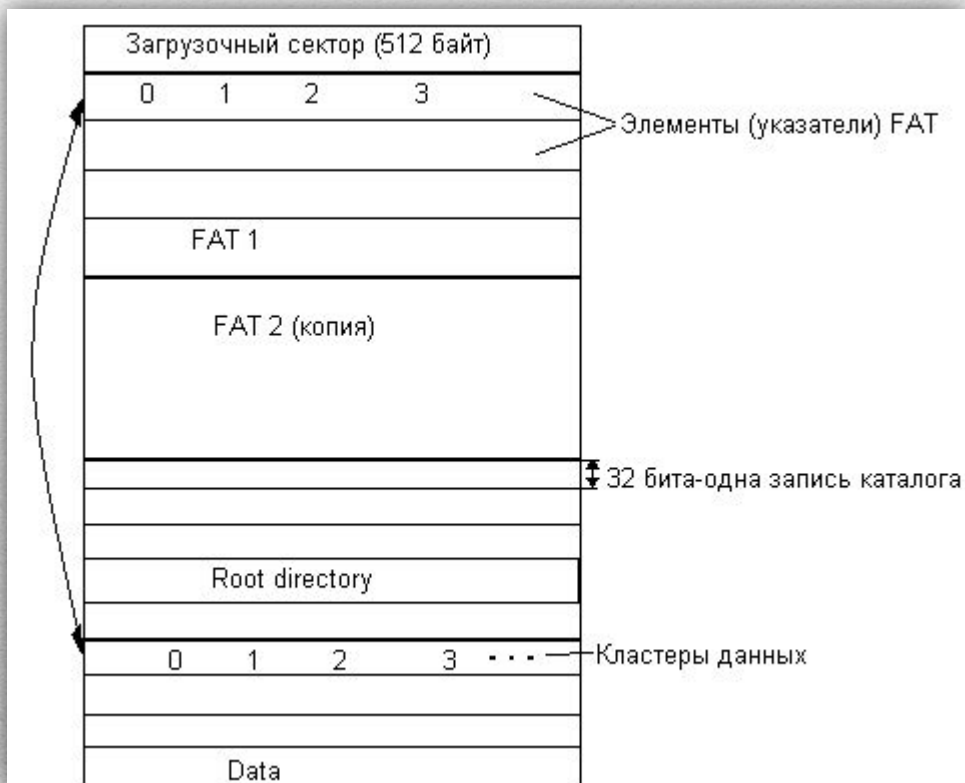 Загрузочный сектор (512 байт)
0 1 2 3
Элементы (указатели) FAT
FAT 1
FAT 2 (копия)
32 бита-одна запись каталога
Root directory
0 1 2 3 · · ·
Кластеры данных
Data